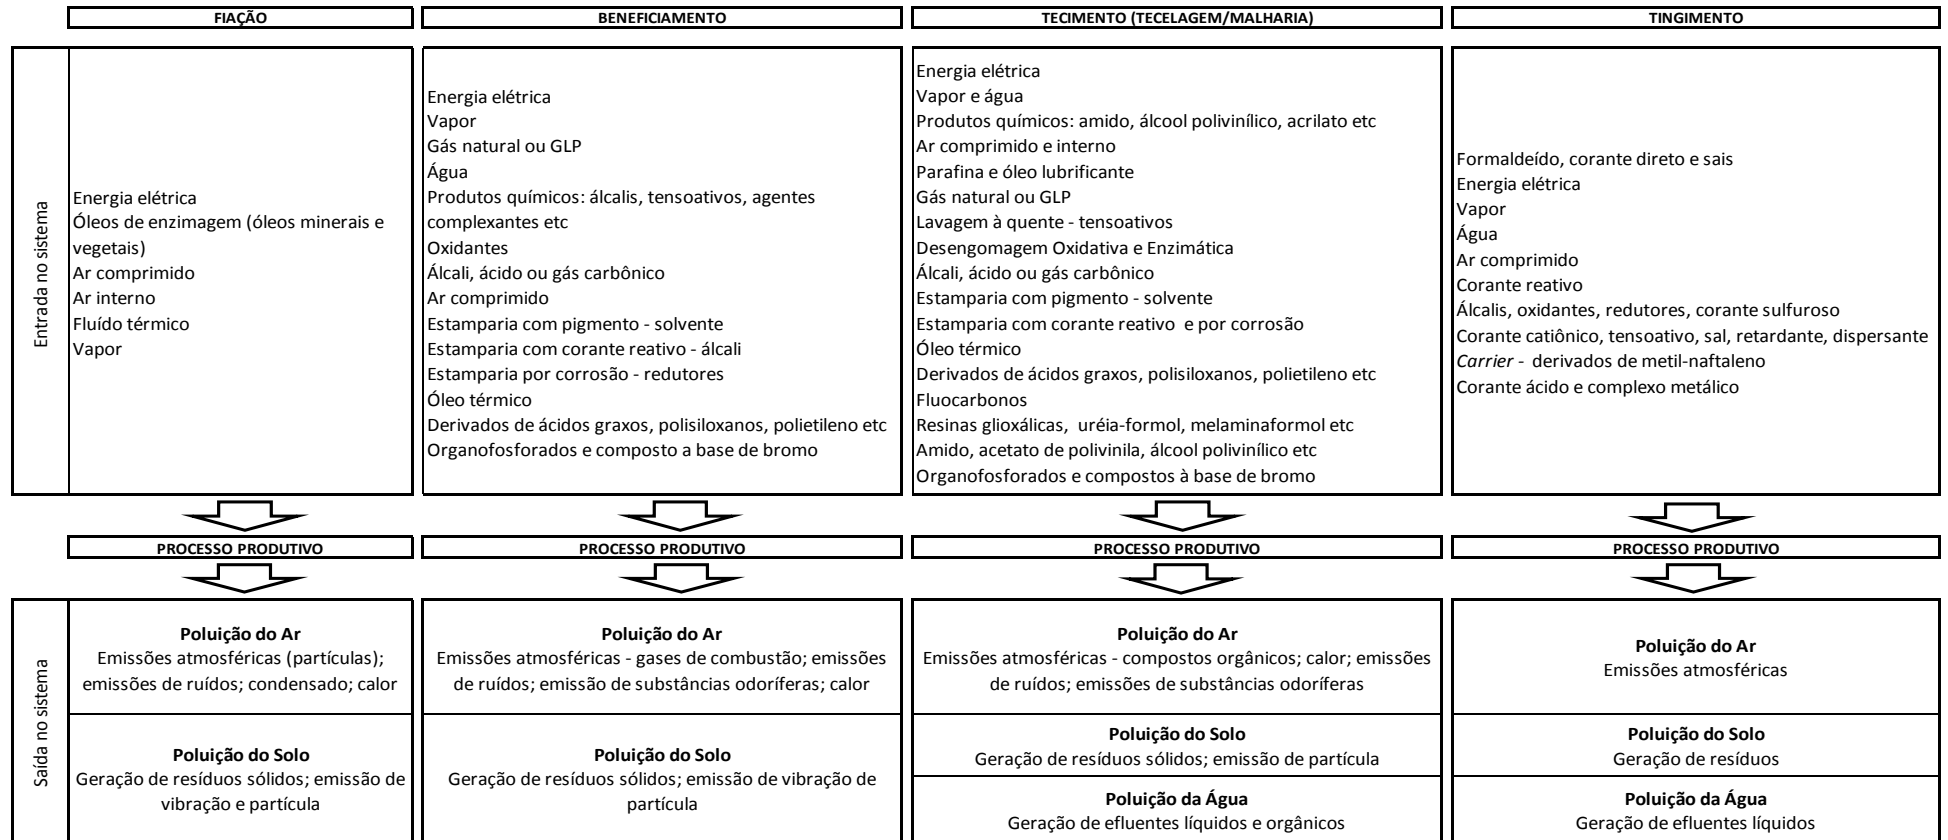 FIAÇÃO
BENEFICIAMENTO
TECIMENTO (TECELAGEM/MALHARIA)
TINGIMENTO
Entrada no sistema
Energia elétrica
Óleos de enzimagem (óleos minerais e
vegetais)
Ar comprimido
Ar interno
Fluído térmico
Vapor
Energia elétrica
Vapor
Gás natural ou GLP
Água
Produtos químicos: álcalis, tensoativos, agentes
complexantes etc
Oxidantes
Álcali, ácido ou gás carbônico
Ar comprimido
Estamparia com pigmento - solvente
Estamparia com corante reativo - álcali
Estamparia por corrosão - redutores
Óleo térmico
Derivados de ácidos graxos, polisiloxanos, polietileno etc
Organofosforados e composto a base de bromo
Energia elétrica
Vapor e água
Produtos químicos: amido, álcool polivinílico, acrilato etc
Ar comprimido e interno
Parafina e óleo lubrificante
Gás natural ou GLP
Lavagem à quente - tensoativos
Desengomagem Oxidativa e Enzimática
Álcali, ácido ou gás carbônico
Estamparia com pigmento - solvente
Estamparia com corante reativo e por corrosão
Óleo térmico
Derivados de ácidos graxos, polisiloxanos, polietileno etc
Fluocarbonos
Resinas glioxálicas, uréia-formol, melaminaformol etc
Amido, acetato de polivinila, álcool polivinílico etc
Organofosforados e compostos à base de bromo
Formaldeído, corante direto e sais
Energia elétrica
Vapor
Água
Ar comprimido
Corante reativo
Álcalis, oxidantes, redutores, corante sulfuroso
Corante catiônico, tensoativo, sal, retardante, dispersante
Carrier - derivados de metil-naftaleno
Corante ácido e complexo metálico
PROCESSO PRODUTIVO
PROCESSO PRODUTIVO
PROCESSO PRODUTIVO
PROCESSO PRODUTIVO
Saída no sistema
Poluição do Ar
Emissões atmosféricas (partículas);
emissões de ruídos; condensado; calor
Poluição do Solo
Geração de resíduos sólidos; emissão de
vibração e partícula
Poluição do Ar
Emissões atmosféricas - gases de combustão; emissões
de ruídos; emissão de substâncias odoríferas; calor
Poluição do Solo
Geração de resíduos sólidos; emissão de vibração de
partícula
Poluição do Ar
Emissões atmosféricas - compostos orgânicos; calor; emissões
de ruídos; emissões de substâncias odoríferas
Poluição do Solo
Geração de resíduos sólidos; emissão de partícula
Poluição da Água
Geração de efluentes líquidos e orgânicos
Poluição do Ar
Emissões atmosféricas
Poluição do Solo
Geração de resíduos
Poluição da Água
Geração de efluentes líquidos